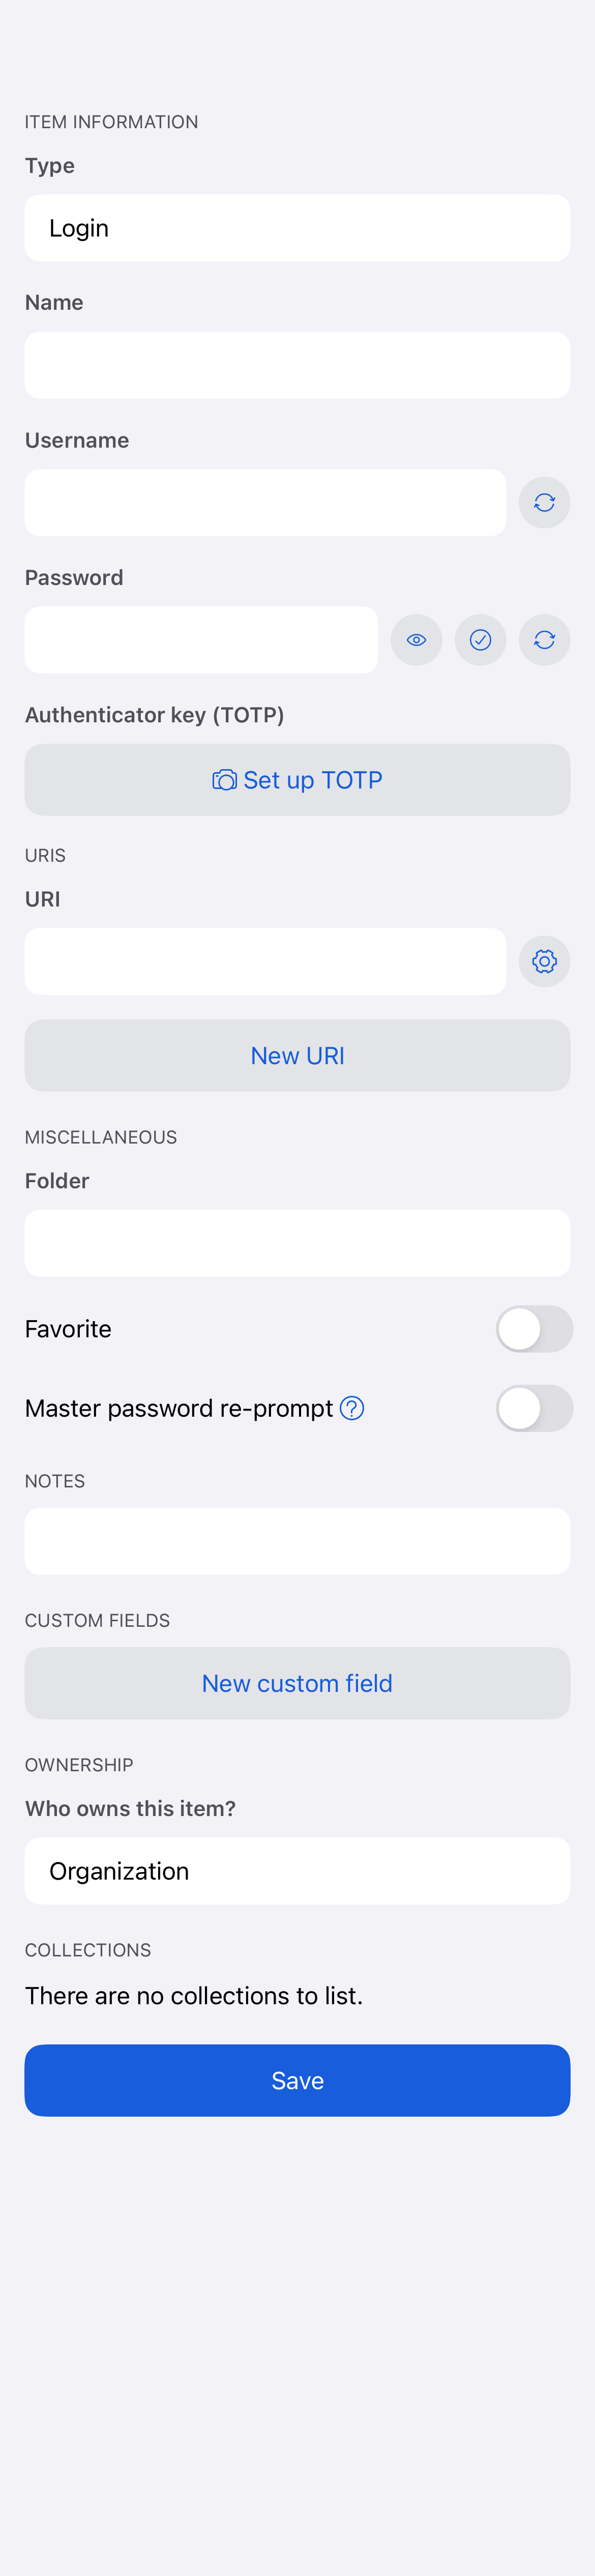 ITEM INFORMATION
Type
Login
Name
Username
Password
Authenticator key (TOTP)
Set up TOTP
URIS
URI
New URI
MISCELLANEOUS
Folder
Favorite
Master password re-prompt
NOTES
CUSTOM FIELDS
New custom field
OWNERSHIP
Who owns this item?
Organization
COLLECTIONS
There are no collections to list.
Save